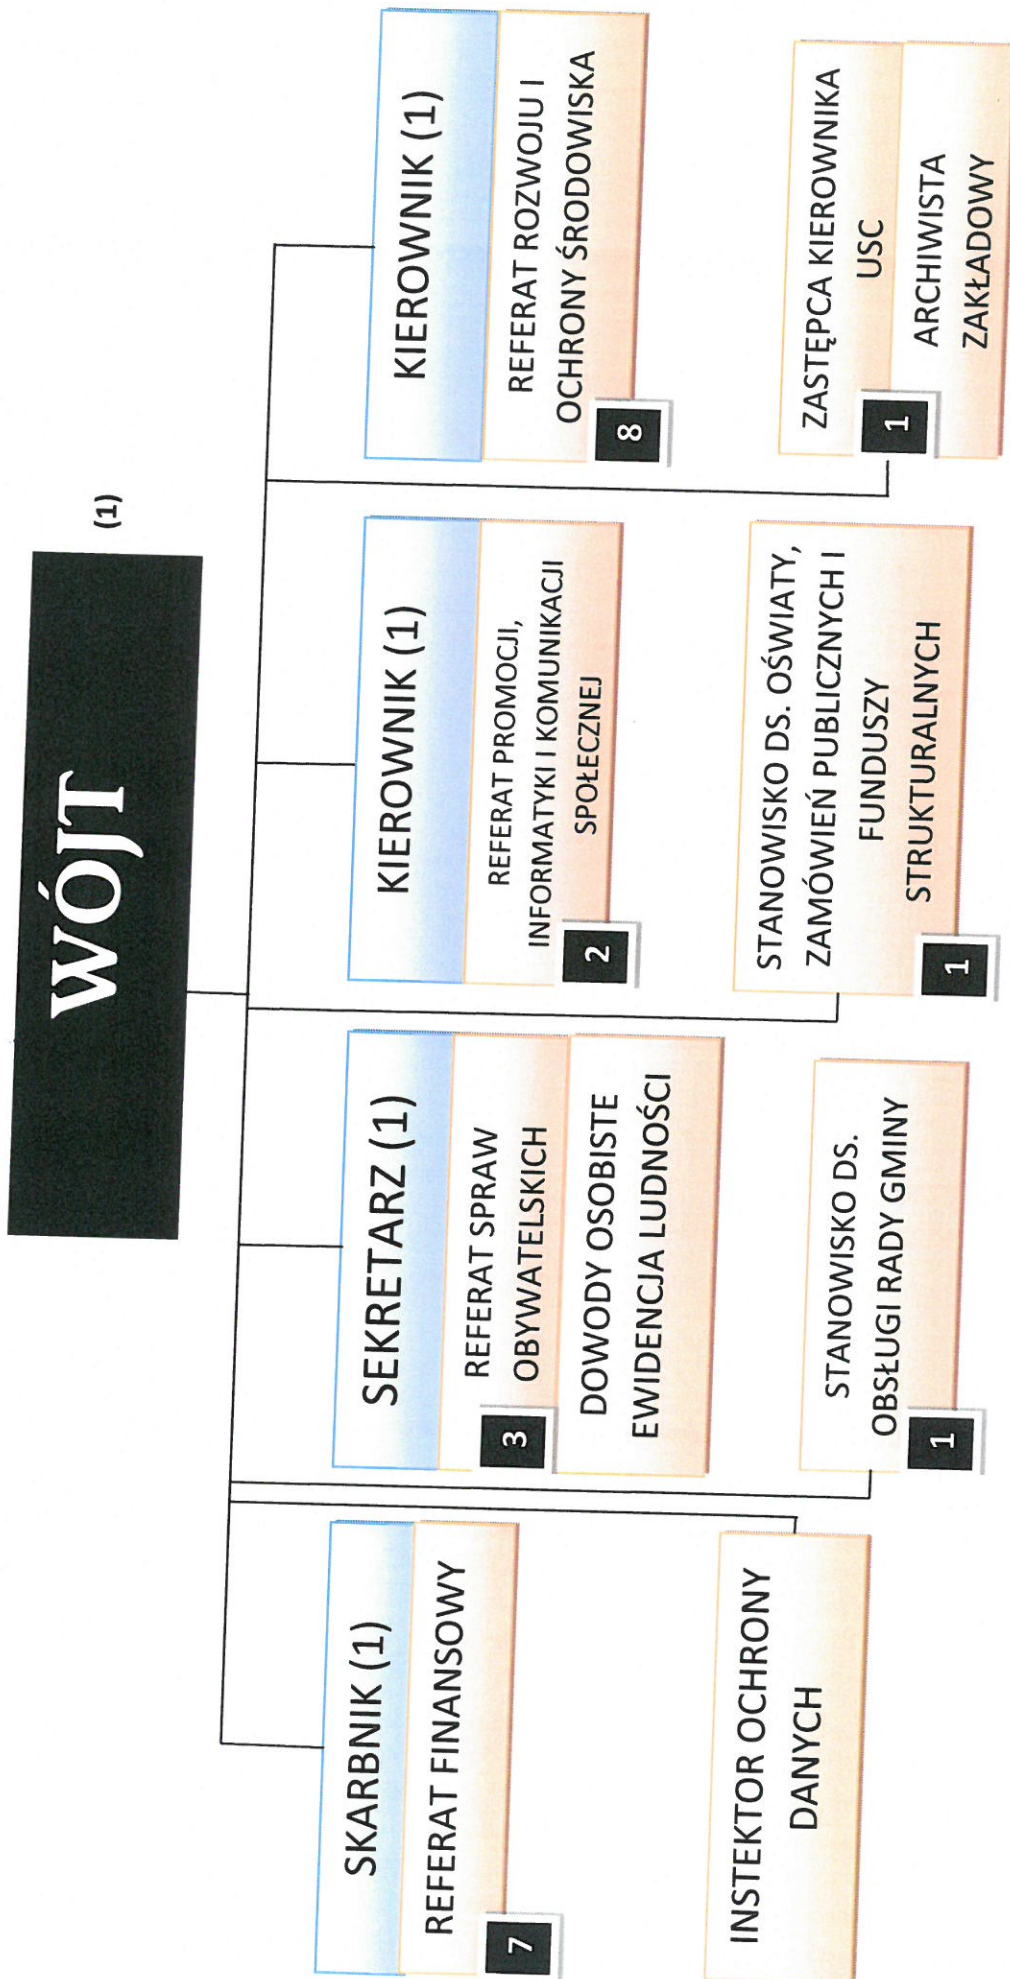 WÓJT
(1)
SKARBNIK (1)
REFERAT FINANSOWY
7
SEKRETARZ (1)
REFERAT SPRAW
OBYWATELSKICH
3
DOWODY OSOBISTE
EWIDENCJA LUDNOŚCI
KIEROWNIK (1)
REFERAT PROMOCJI,
INFORMATYKI I KOMUNIKACJI
SPOŁECZNEJ
2
KIEROWNIK (1)
REFERAT ROZWOJU I
OCHRONY ŚRODOWISKA
8
INSTEKTOR OCHRONY
DANYCH
STANOWISKO DS.
OBSŁUGI RADY GMINY
1
STANOWISKO DS. OŚWIATY,
ZAMÓWIEŃ PUBLICZNYCH I
FUNDUSZY
STRUKTURALNYCH
1
ZASTĘPCA KIEROWNIKA
USC
1
ARCHIWISTA
ZAKŁADOWY